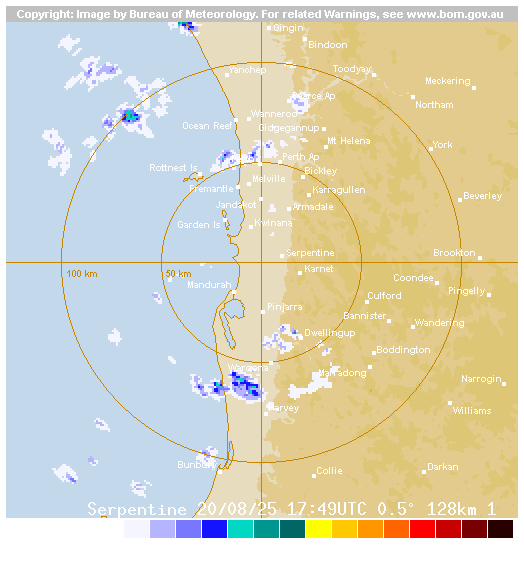 Copyright: Image by Bureau of Meteorology. For related Warnings, see www.bom.gov.au
Gingin
Bindoon
Yanchep
Toodyay
Meckering
Pearce Ap
Northam
Wanneroo
Ocean Reef
Gidgegannup
Mt Helena
York
Perth Ap
Rottnest Is
Bickley
Melville
Fremantle
Karragullen
Beverley
Jandakot
Armadale
Garden Is
Kwinana
Serpentine
Brookton
100 km
50 km
Karnet
Coondee
Mandurah
Pingelly
Culford
Pinjarra
Bannister
Wandering
Dwellingup
Boddington
Waroona
Marradong
Narrogin
Harvey
Williams
Bunbury
Collie
Darkan
Serpentine 20/08/25 17:49UTC 0.5° 128km 1